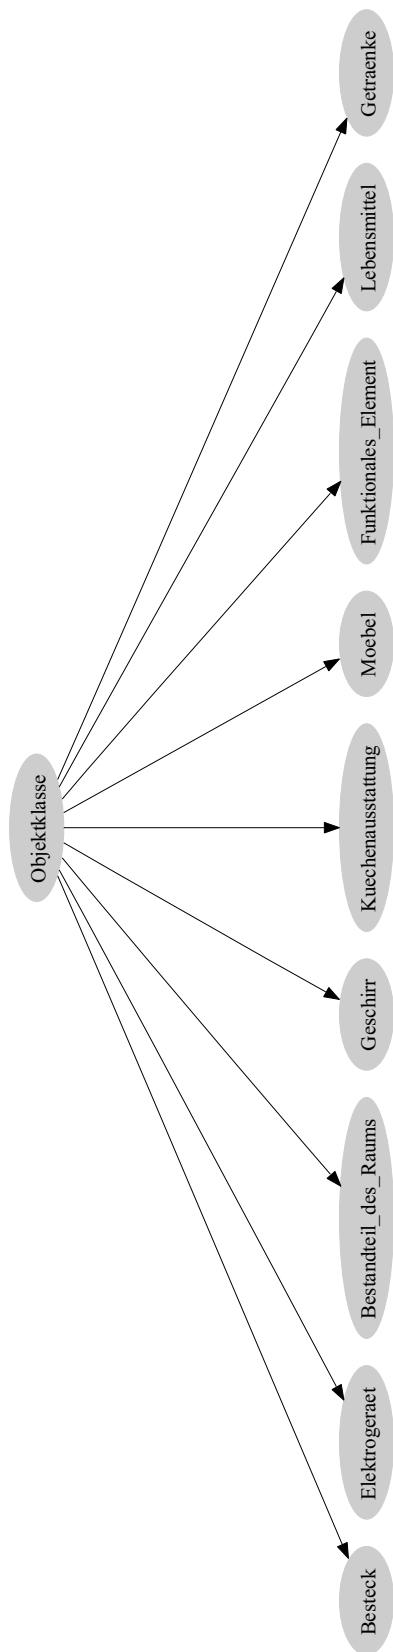 Objektklasse
Besteck
Elektrogeraet
Bestandteil_des_Raums
Geschirr
Kuechenausstattung
Moebel
Funktionales_Element
Lebensmittel
Getraenke